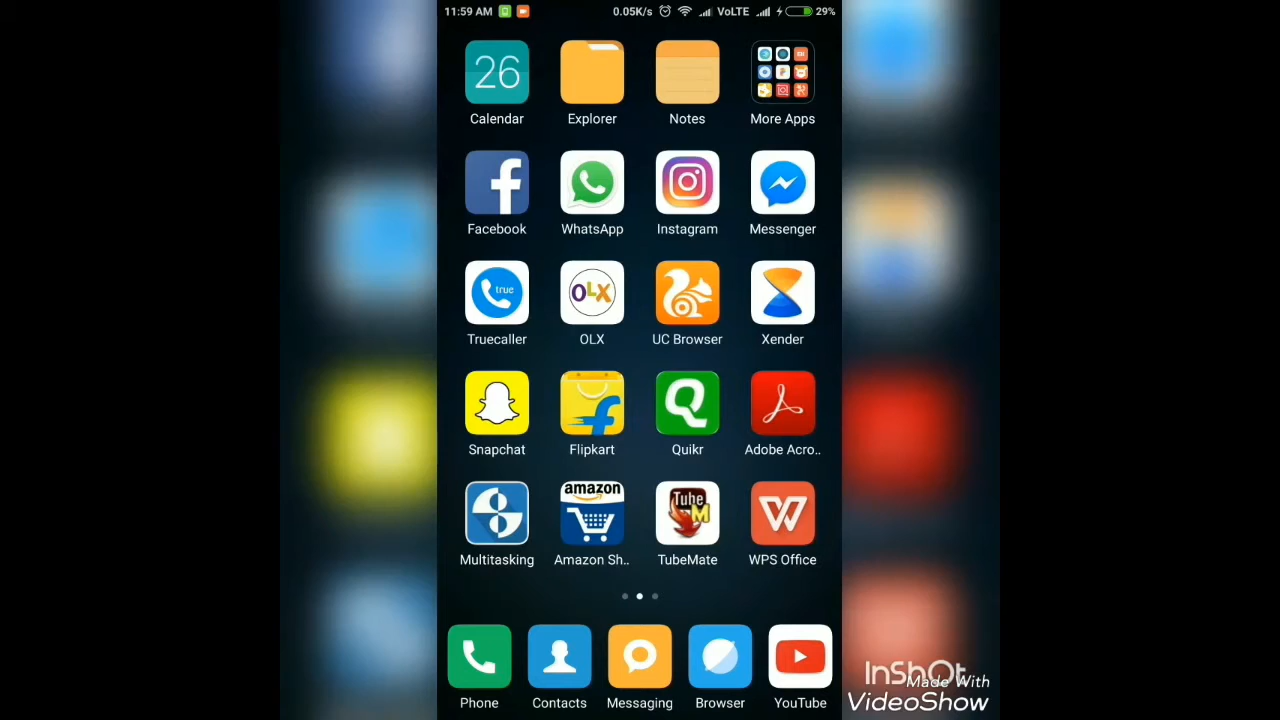 11:59 AM 0.05K/s VoLTE 29%
26
Calendar Explorer Notes More Apps
Facebook WhatsApp Instagram Messenger
true OLX
Truecaller OLX UC Browser Xender
Snapchat Flipkart Quikr Adobe Acro..
amazon Tube M
Multitasking Amazon Sh.. TubeMate WPS Office
Phone Contacts Messaging Browser YouTube
InShOt
Made With
VideoShow